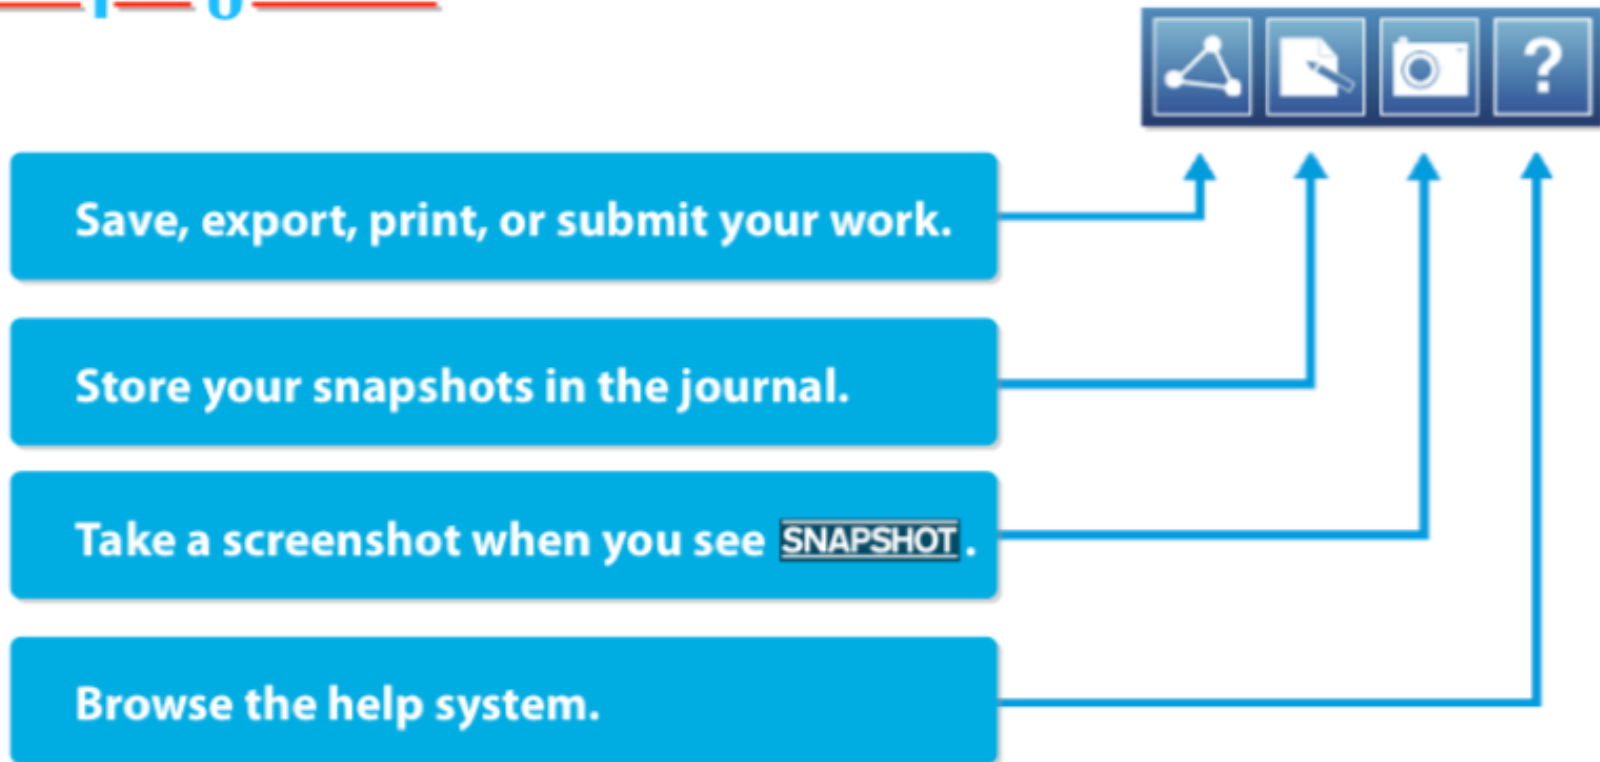 ?
Save, export, print, or submit your work.
Store your snapshots in the journal.
Take a screenshot when you see SNAPSHOT.
Browse the help system.